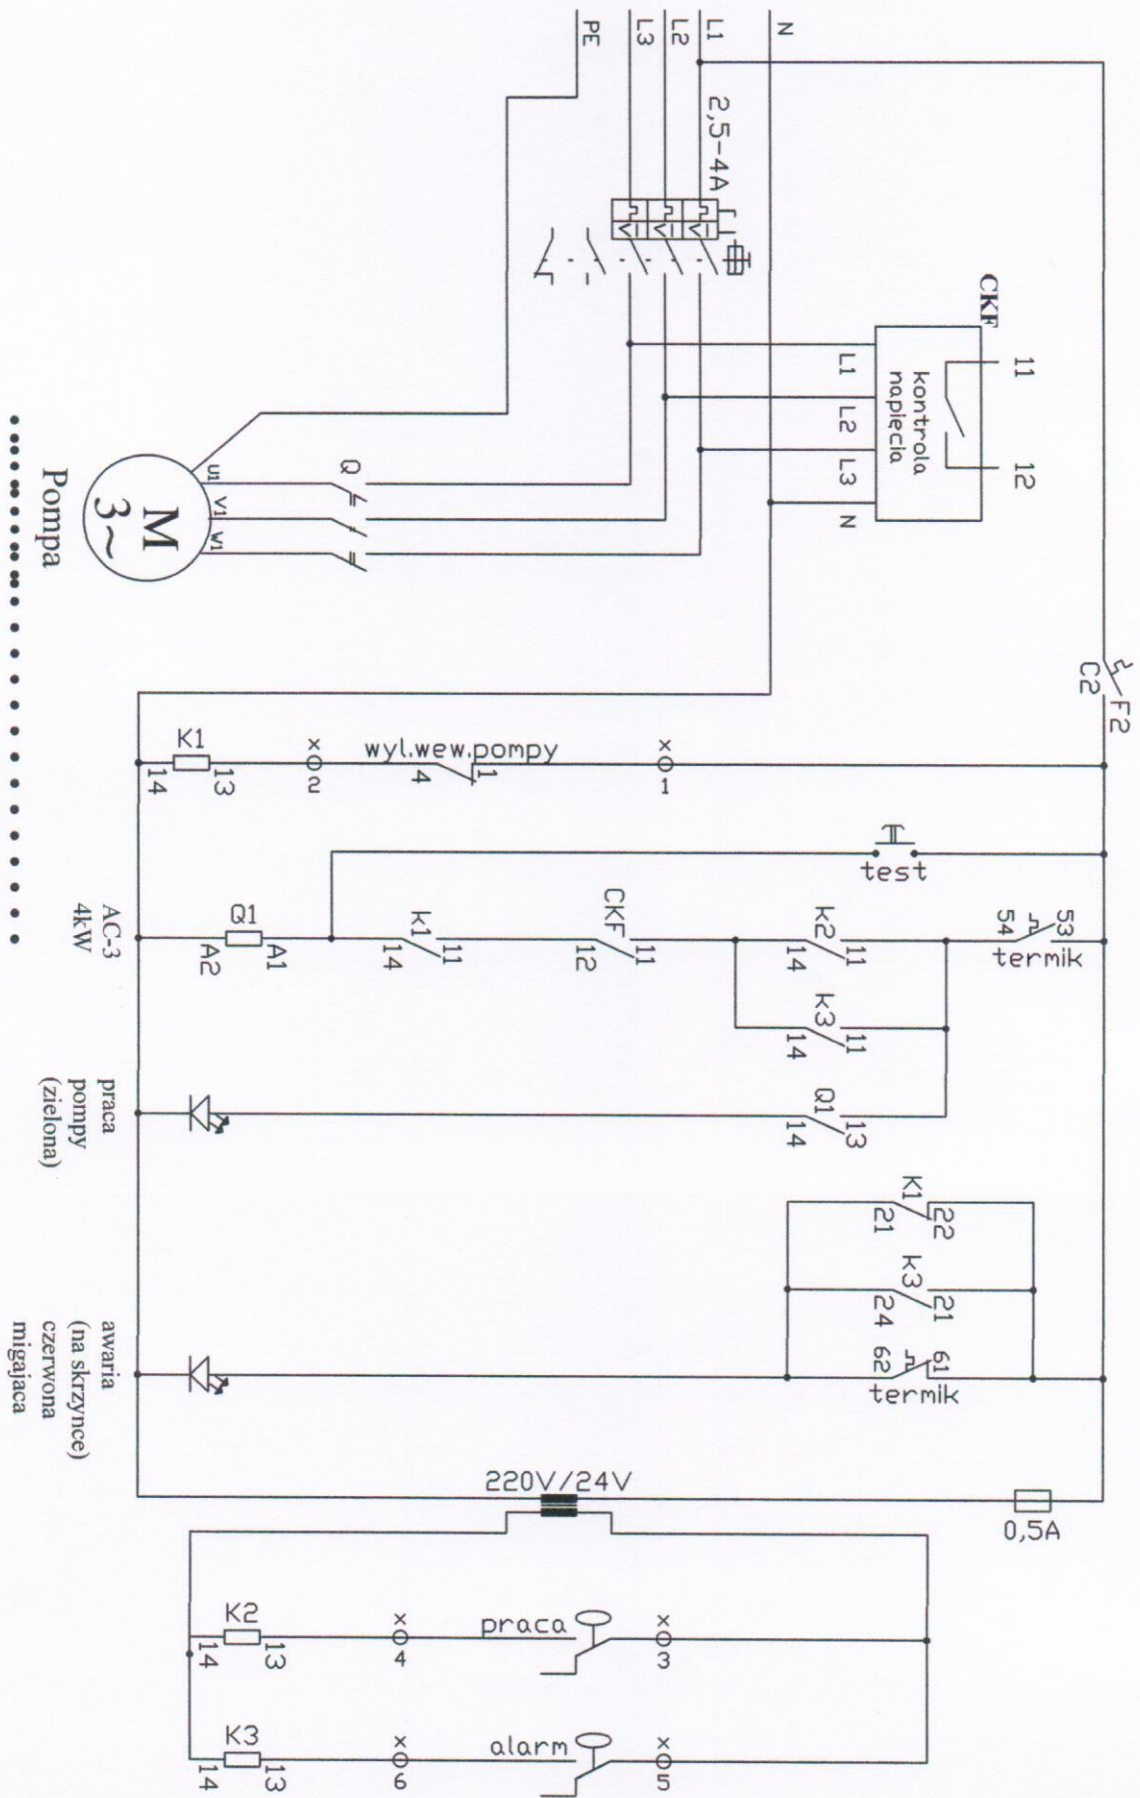 N
L1
L2
L3
PE
2,5-4A
CKF
11
12
kontrola
napięcia
L1
L2
L3
N
Q
U1
V1
W1
M
3~
Pompa
F2
C2
1
x
wył.wew.pompy
1
4
x
2
K1
13
14
test
53
54
termik
k2
11
14
k3
11
14
CKF
11
12
k1
11
14
Q1
A1
A2
AC-3
4kW
Q1
13
14
praca
pompy
(zielona)
K1
22
21
k3
21
24
61
62
termik
awaria
(na skrzynce)
czerwona
migajaca
0,5A
220V/24V
x
3
praca
x
4
K2
13
14
x
5
alarm
x
6
K3
13
14